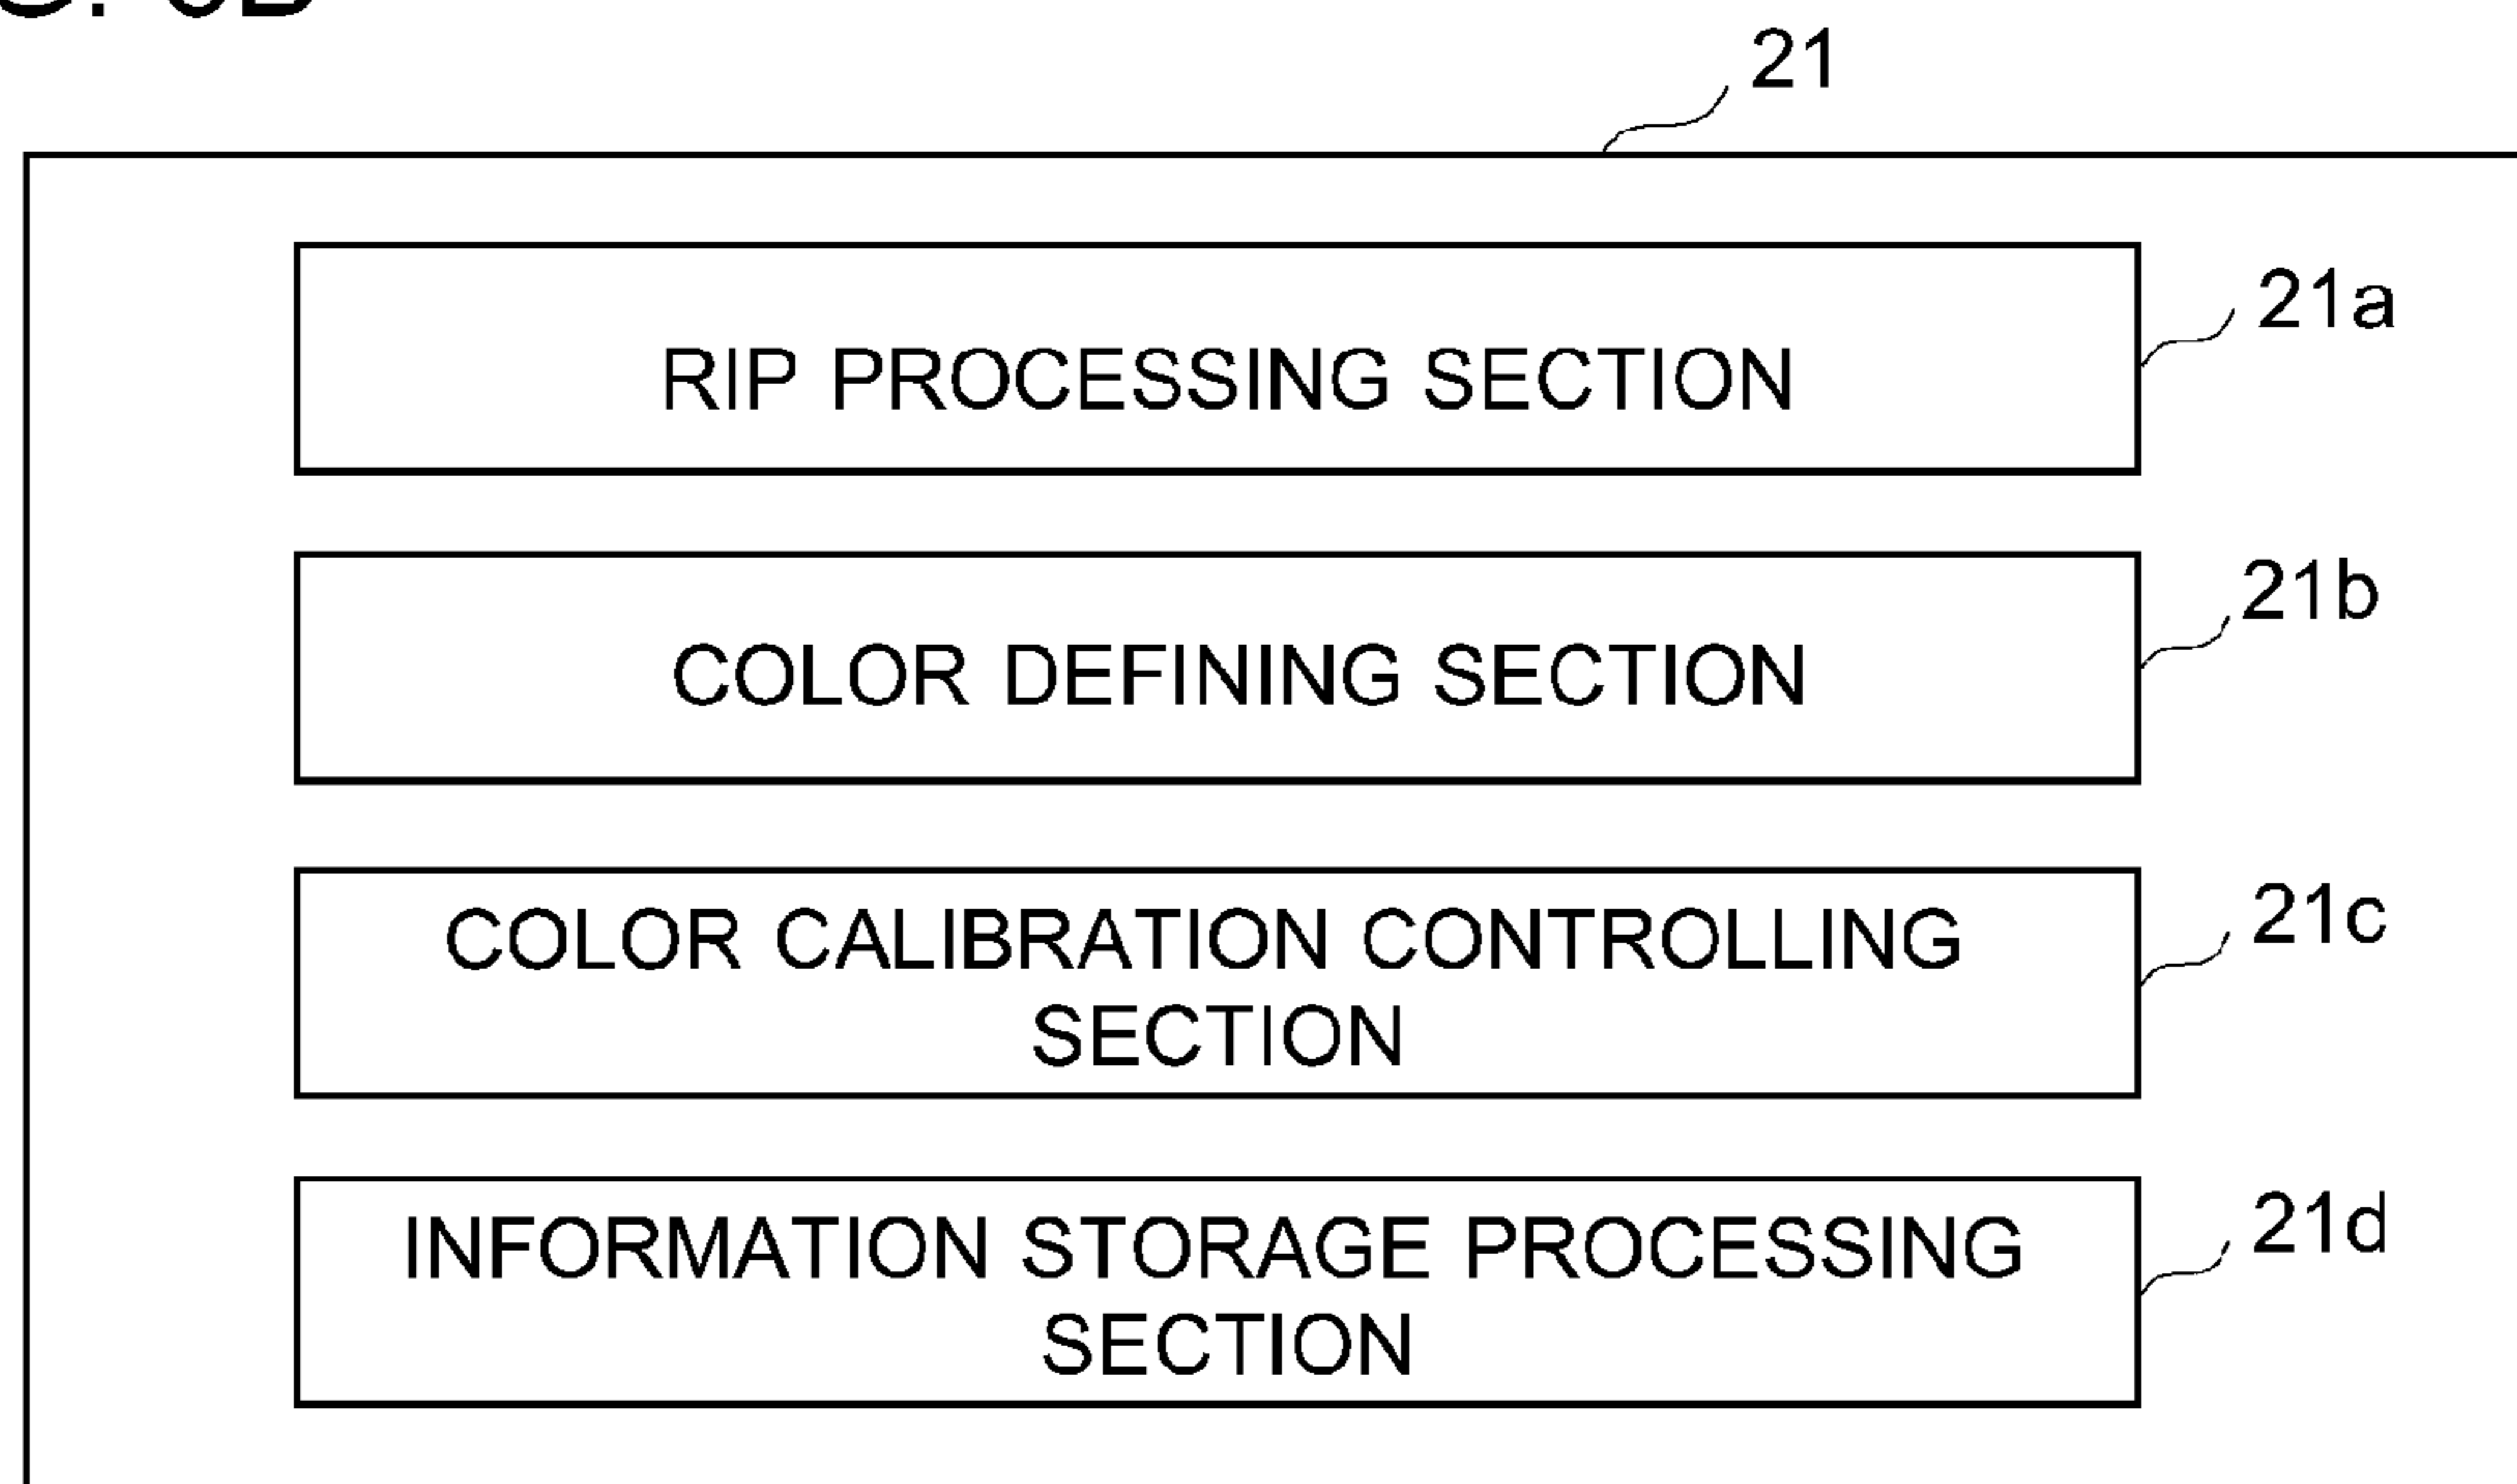 21
RIP PROCESSING SECTION
21a
COLOR DEFINING SECTION
21b
COLOR CALIBRATION CONTROLLING
SECTION
21c
INFORMATION STORAGE PROCESSING
SECTION
21d